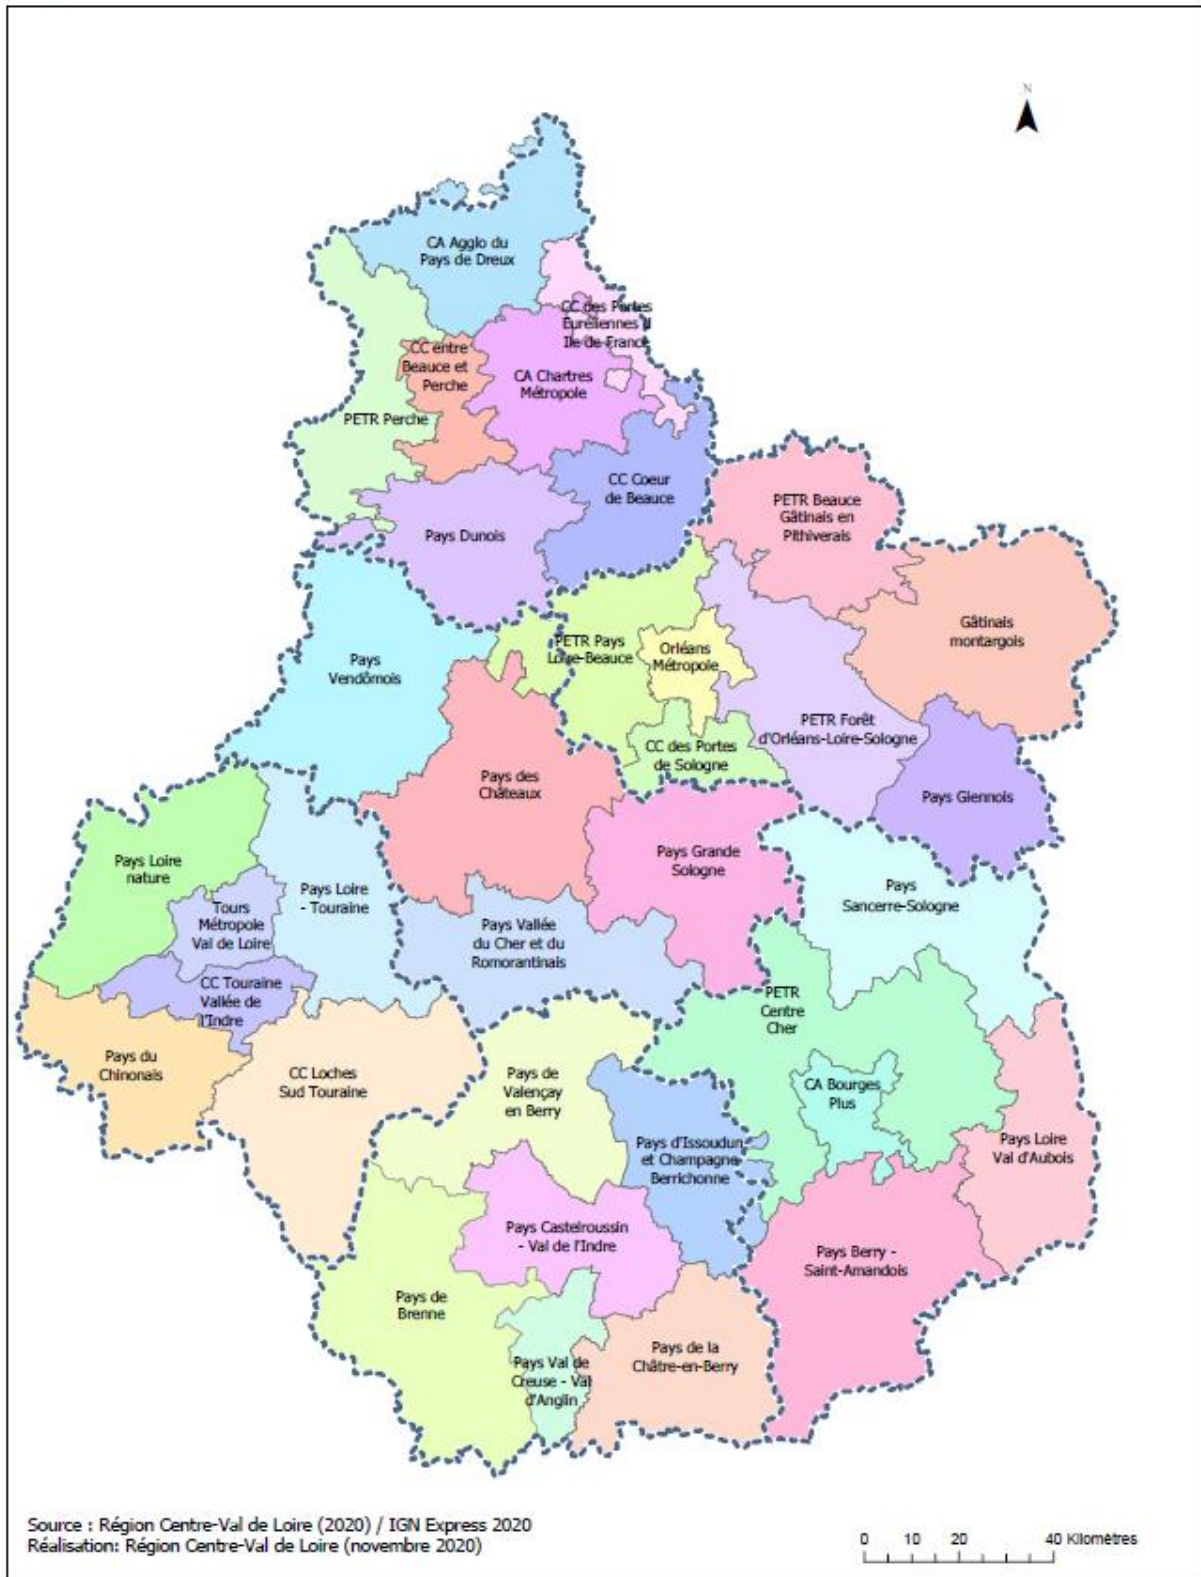 N
CA Agglo du
Pays de Dreux
CC des Portes
Euréliennes d
Ile de France
CC entre
Beauce et
Perche
CA Chartres
Métropole
PETR Perche
CC Coeur
de Beauce
PETR Beauce
Gâtinais en
Pithiverais
Pays Dunois
Gâtinais
montargois
PETR Pays
Loire-Beauce
Orléans
Métropole
Pays
Vendômois
PETR Forêt
d'Orléans-Loire-Sologne
CC des Portes
de Sologne
Pays des
Châteaux
Pays Giennois
Pays Grande
Sologne
Pays Loire
nature
Pays Loire
- Touraine
Pays
Sancerre-Sologne
Tours
Métropole
Val de Loire
Pays Vallée
du Cher et du
Romorantinais
CC Touraine
Vallée de
l'Indre
PETR
Centre
Cher
Pays du
Chinonais
CC Loches
Sud Touraine
Pays de
Valençay
en Berry
CA Bourges
Plus
Pays d'Issoudun
et Champagne
Berrichonne
Pays Loire
Val d'Aubois
Pays Castelroussin
- Val de l'Indre
Pays Berry -
Saint-Amandois
Pays de
Brenne
Pays de la
Châtre-en-Berry
Pays Val de
Creuse - Val
d'Anglin
Source : Région Centre-Val de Loire (2020) / IGN Express 2020
Réalisation: Région Centre-Val de Loire (novembre 2020)
0 10 20 40 Kilomètres